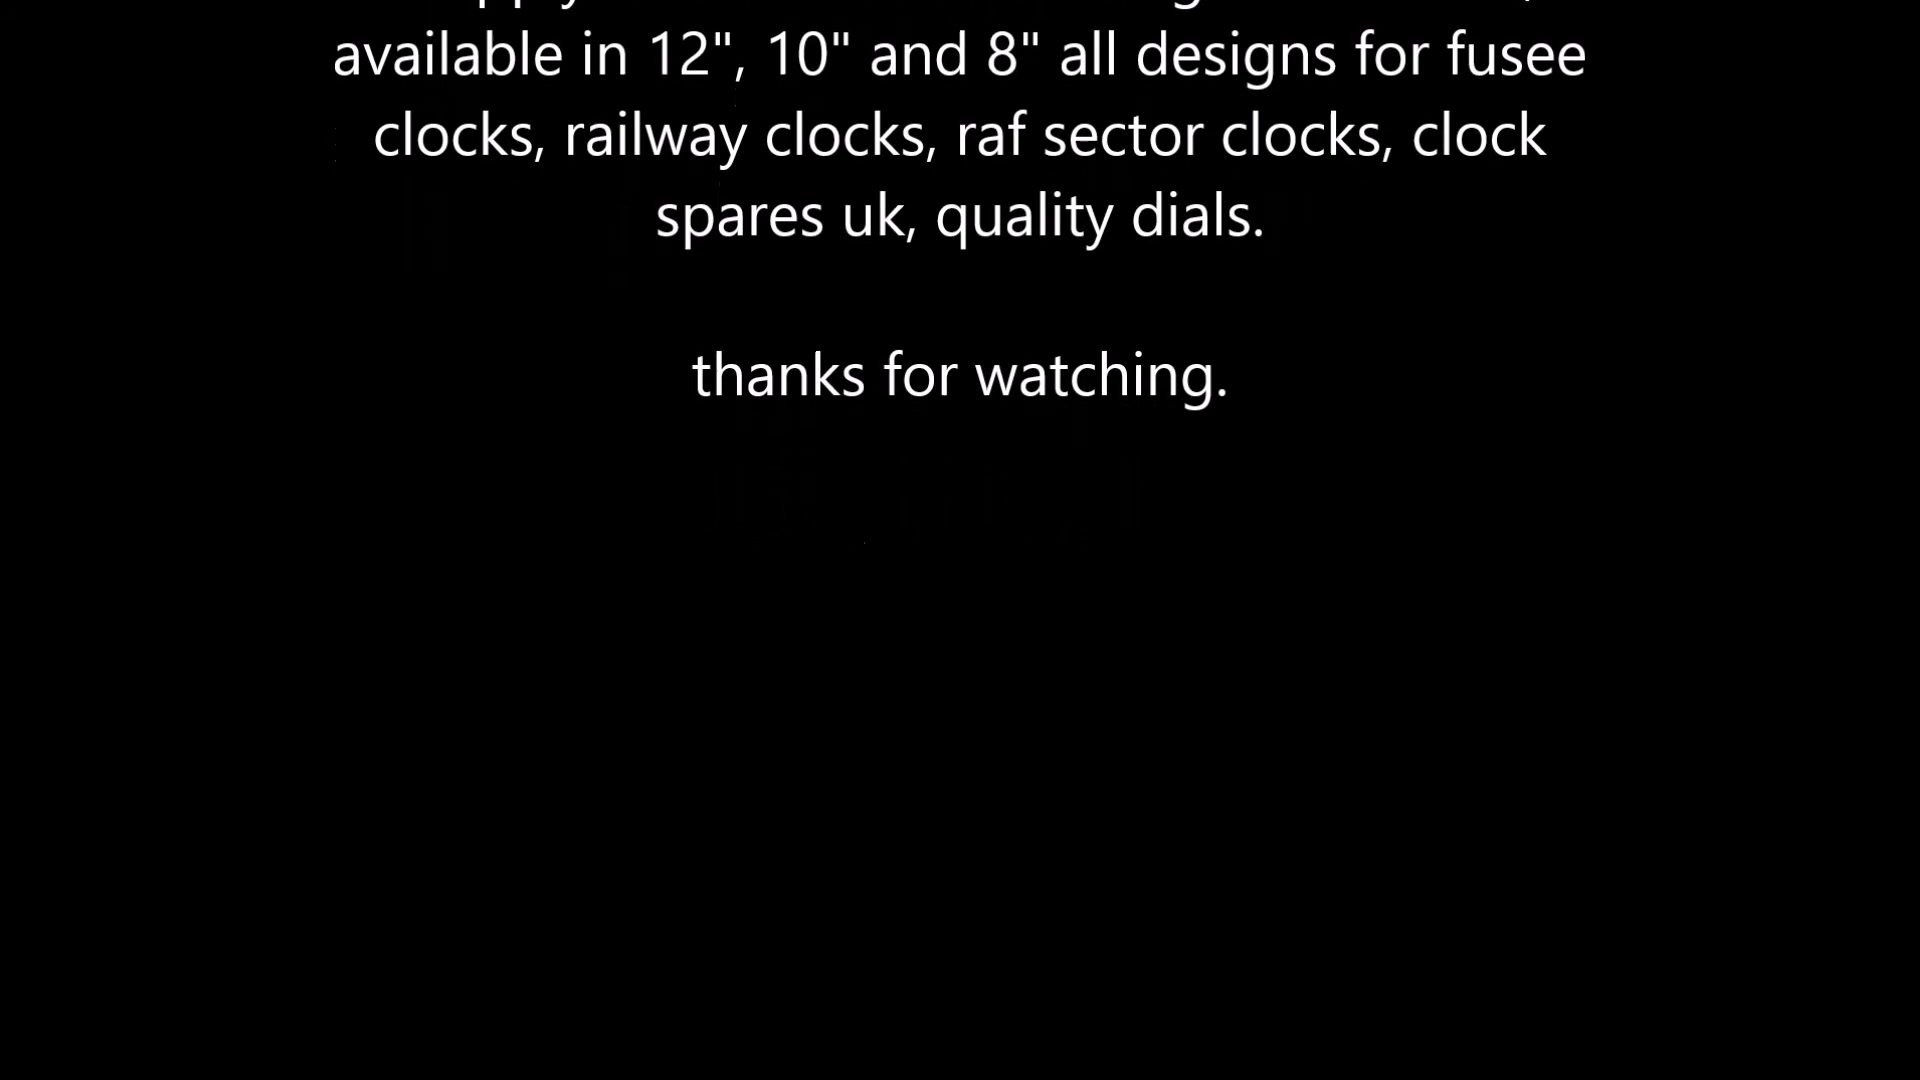 available in 12", 10" and 8" all designs for fusee
clocks, railway clocks, raf sector clocks, clock
spares uk, quality dials.
thanks for watching.